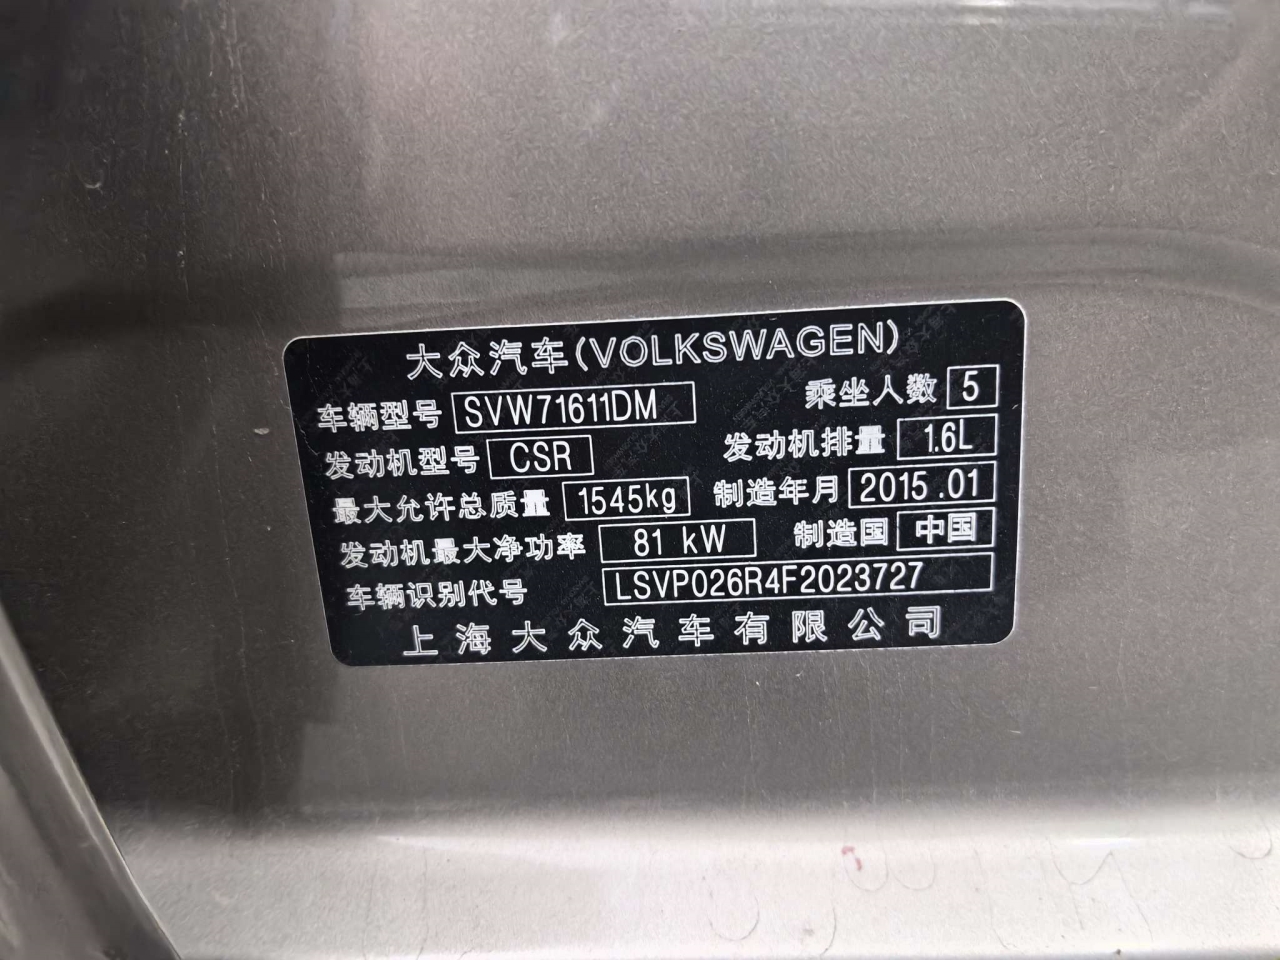 大众汽车(VOLKSWAGEN)
车辆型号 SVW71611DM 乘坐人数 5
发动机型号 CSR 发动机排量 1.6L
最大允许总质量 1545kg 制造年月 2015.01
发动机最大净功率 81 kW 制造国 中国
车辆识别代号 LSVP026R4F2023727
上海大众汽车有限公司